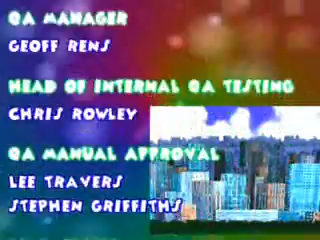 QA MANAGER
GEOFF RENS
HEAD OF INTERNAL QA TESTING
CHRIS ROWLEY
QA MANUAL APPROVAL
LEE TRAVERS
STEPHEN GRIFFITHS